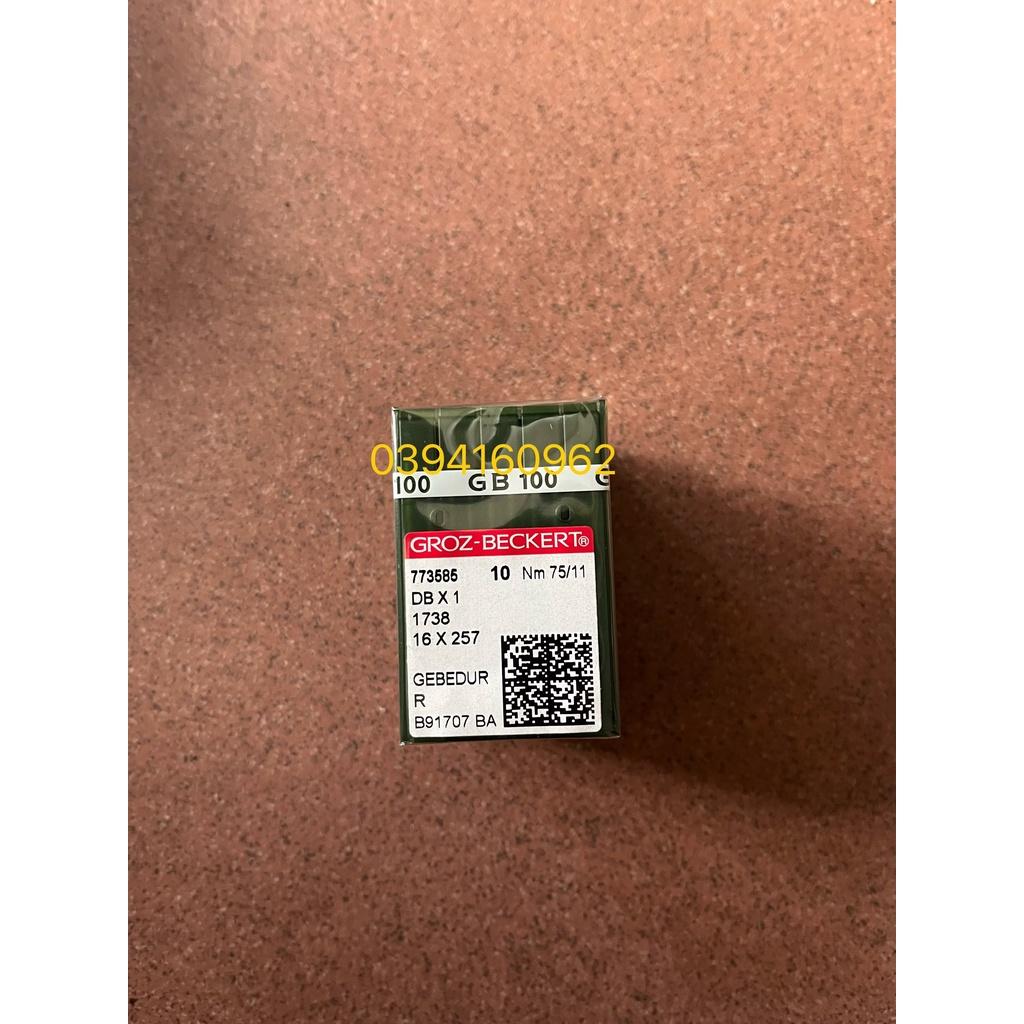 0394160962
100 GB 100 G
GROZ-BECKERT®
773585 10 Nm 75/11
DB X 1
1738
16 X 257
GEBEDUR
R
B91707 BA